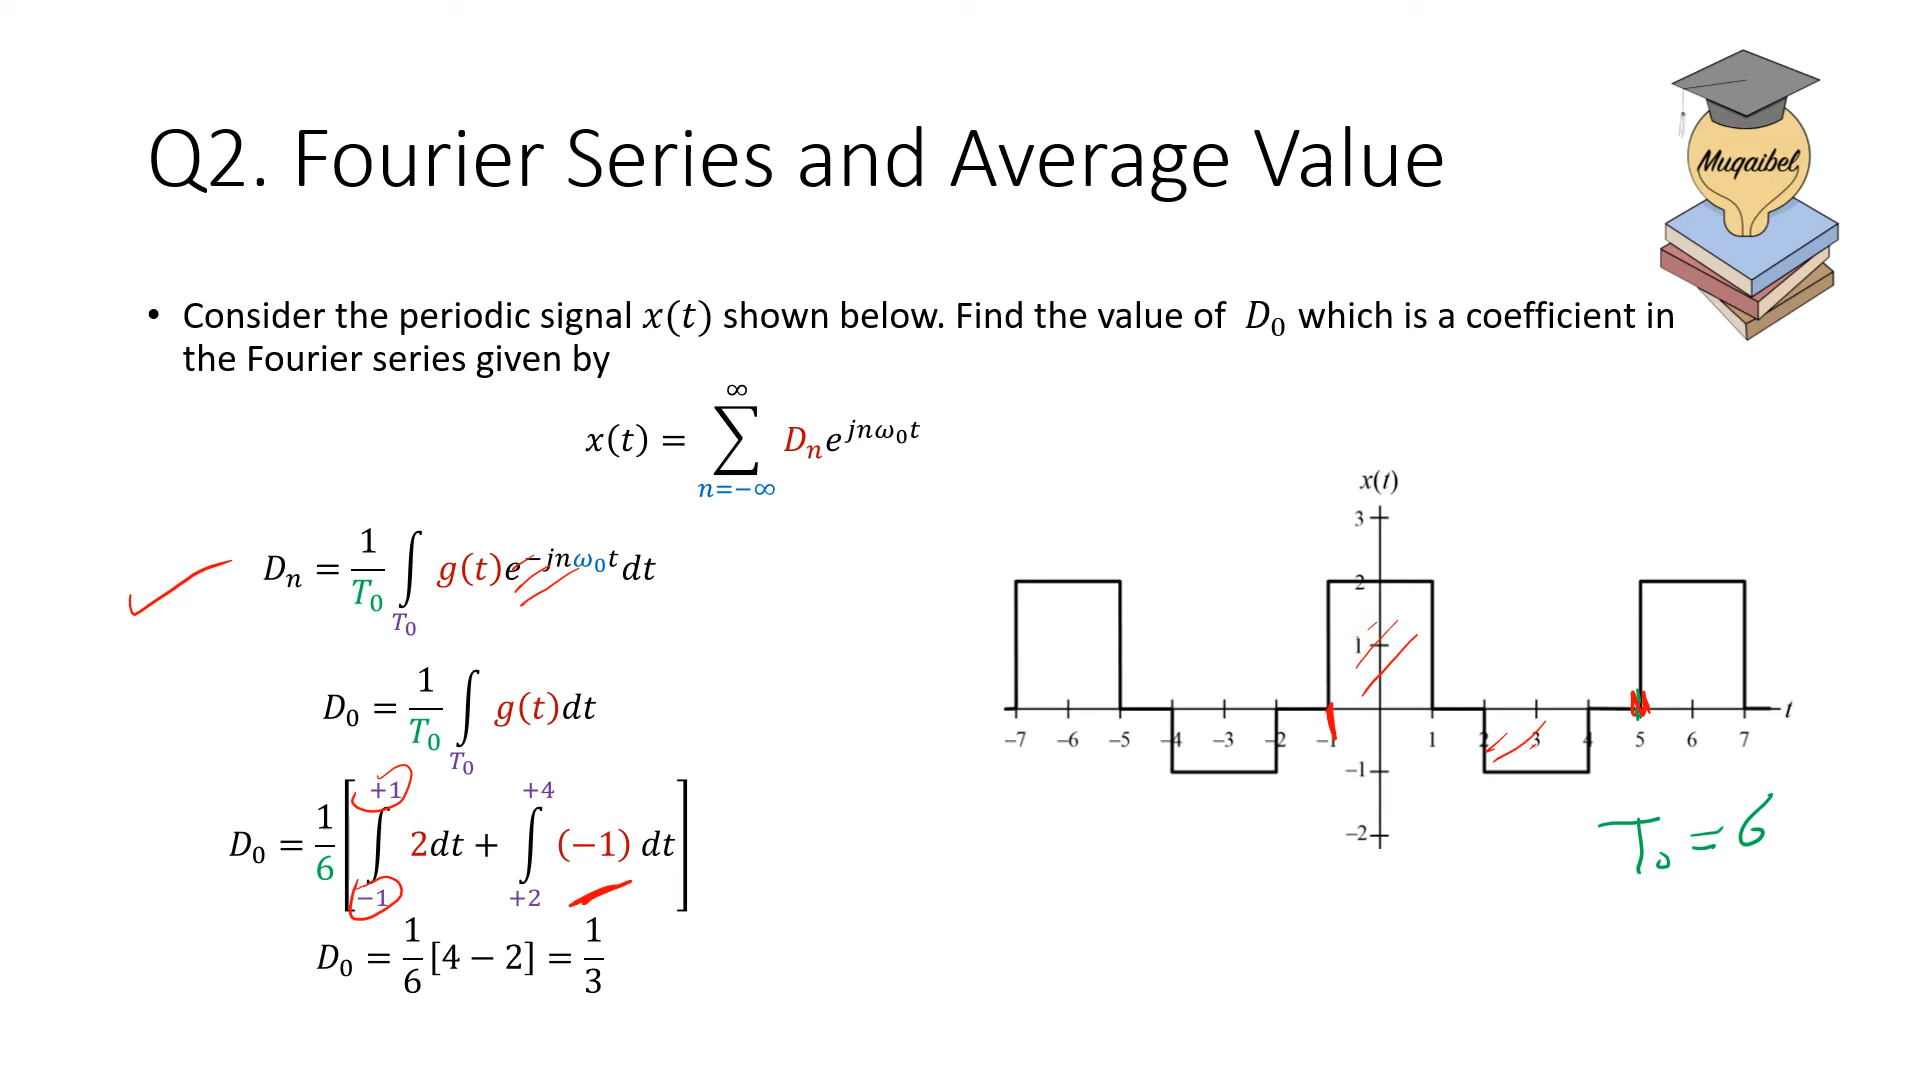 Q2. Fourier Series and Average Value
Muqaibel
• Consider the periodic signal x(t) shown below. Find the value of D₀ which is a coefficient in
the Fourier series given by
x(t) = ∑_{n=−∞}^{∞} Dₙ e^{jnω₀t}
Dₙ = 1/T₀ ∫_{T₀} g(t)e^{−jnω₀t} dt
D₀ = 1/T₀ ∫_{T₀} g(t)dt
D₀ = 1/6 [∫_{−1}^{+1} 2dt + ∫_{+2}^{+4} (−1) dt]
D₀ = 1/6 [4 − 2] = 1/3
x(t)
3
2
1
−7 −6 −5 −4 −3 −2 −1 1 2 3 4 5 6 7 t
−1
−2
T₀ = 6